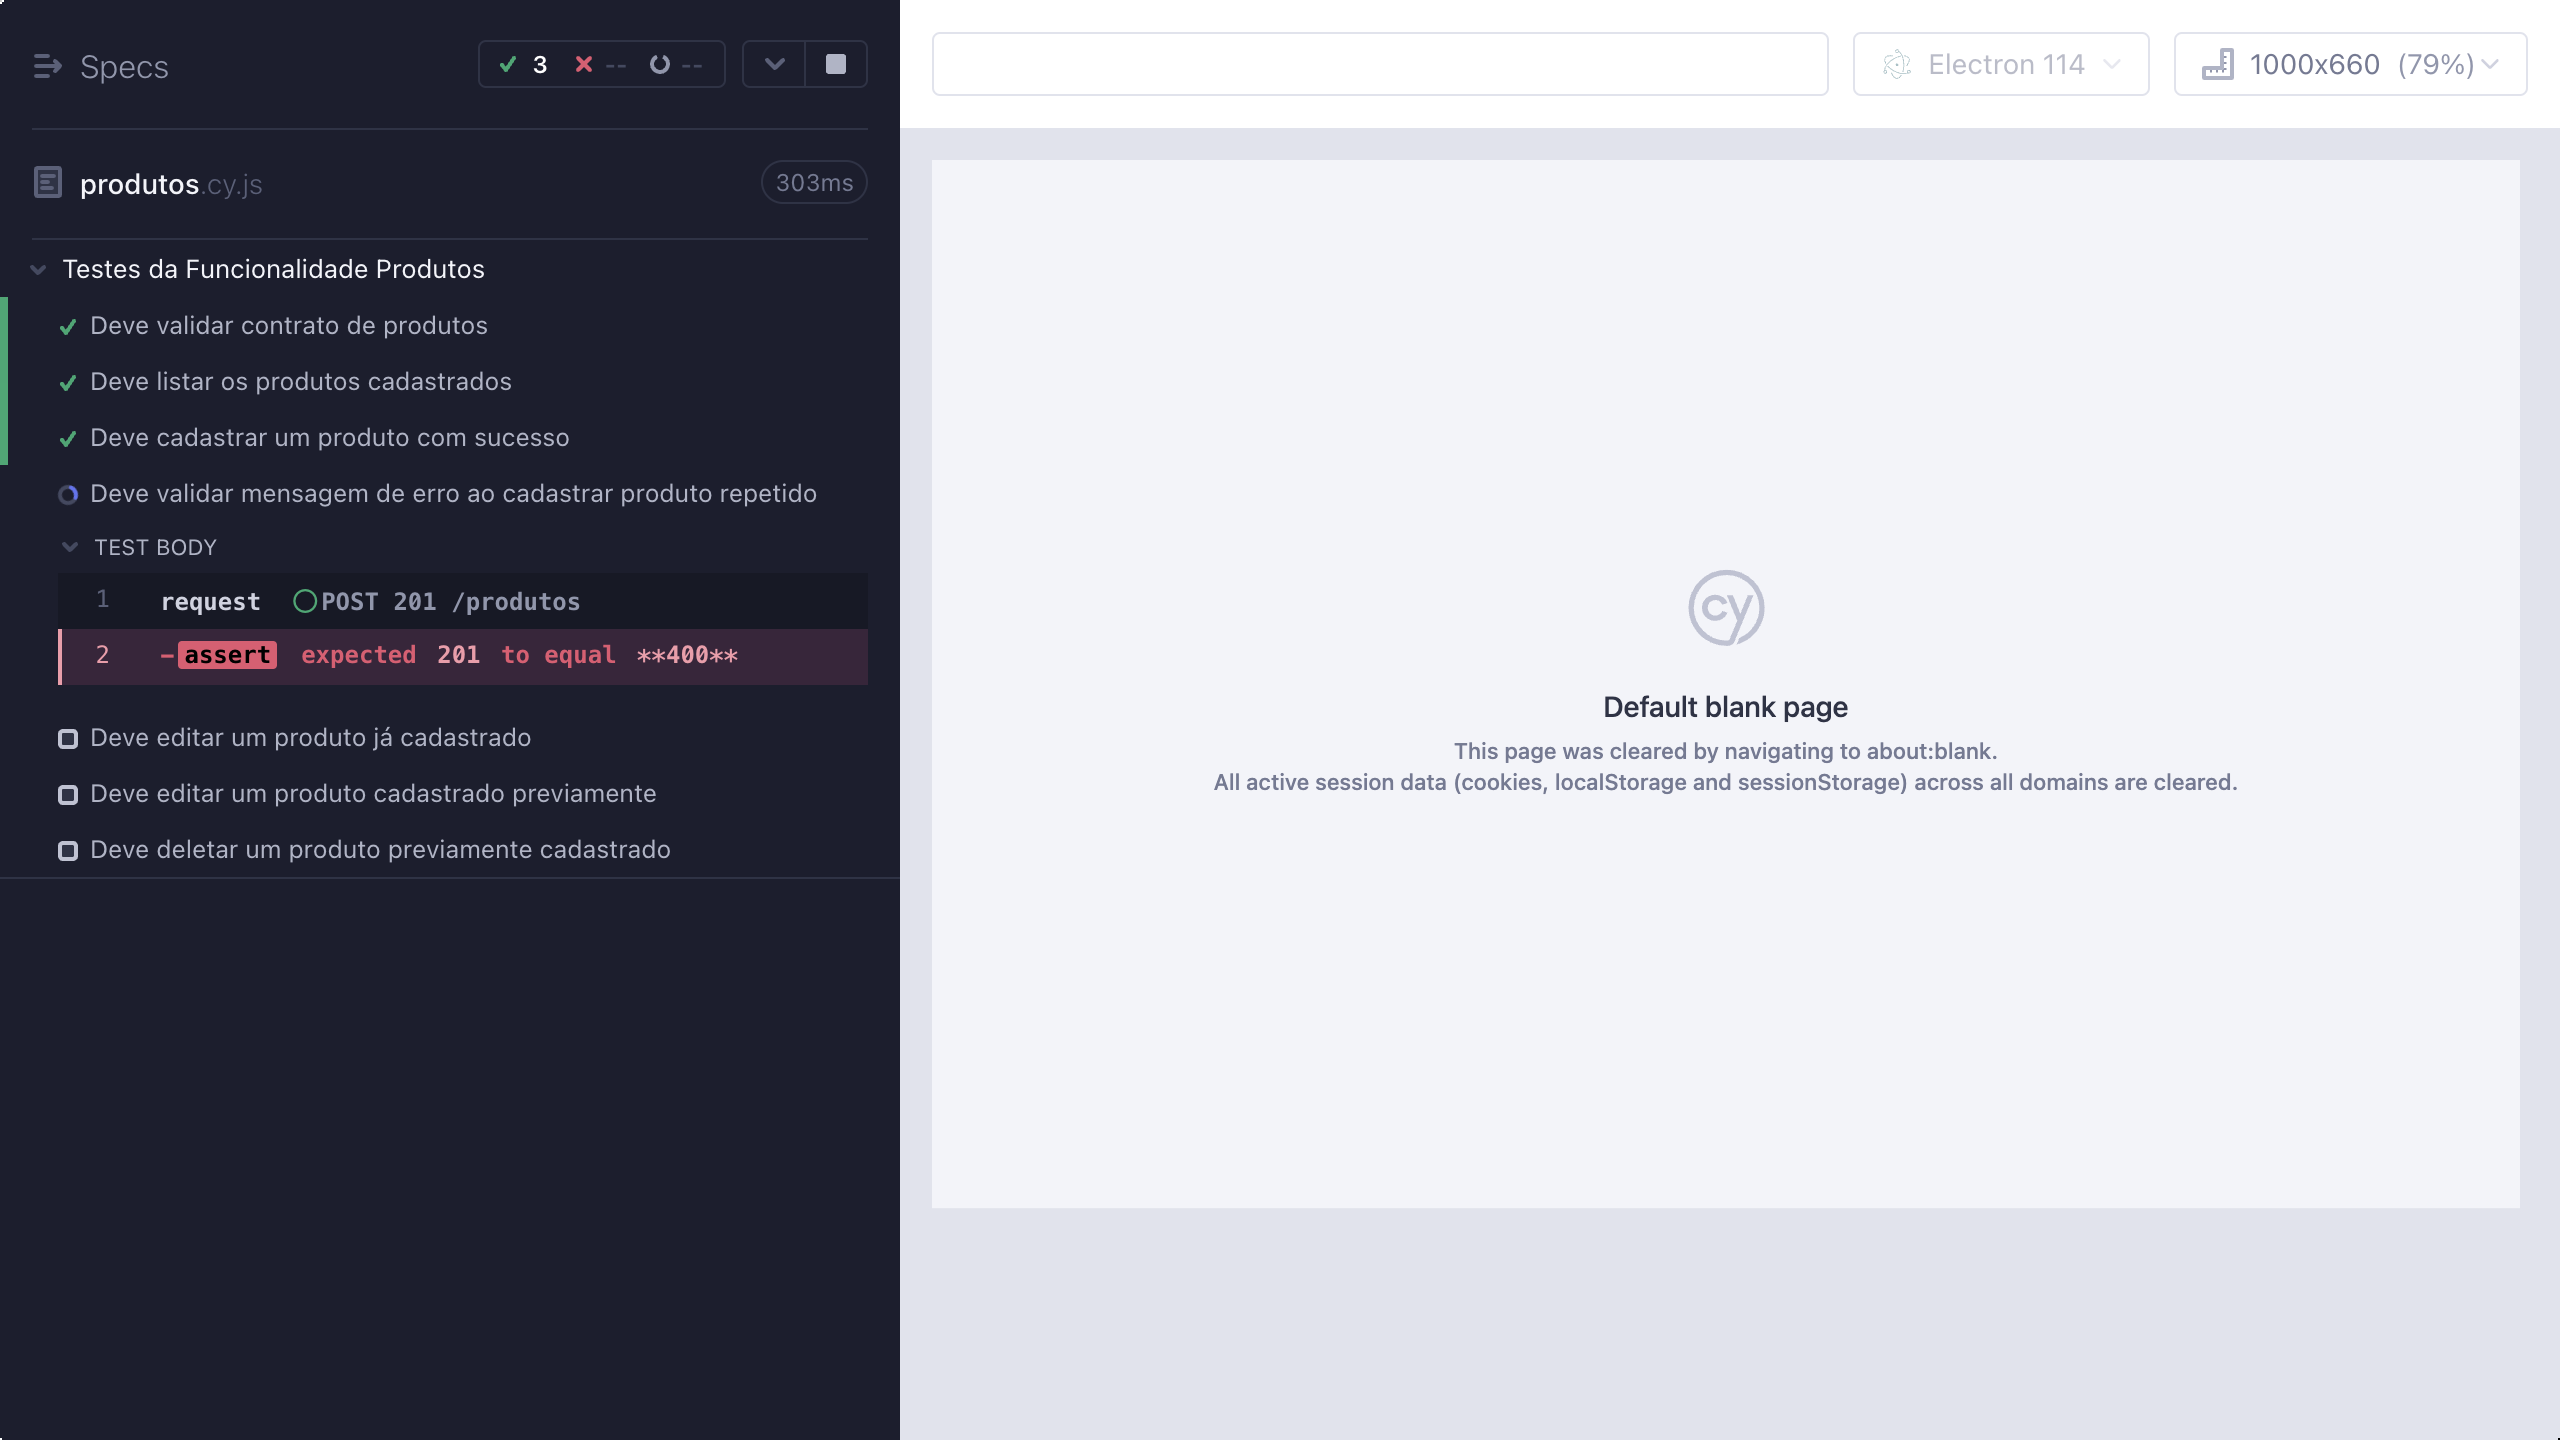 Specs
3 -- --
produtos.cy.js
303ms
Testes da Funcionalidade Produtos
Deve validar contrato de produtos
Deve listar os produtos cadastrados
Deve cadastrar um produto com sucesso
Deve validar mensagem de erro ao cadastrar produto repetido
TEST BODY
1 request POST 201 /produtos
2 -assert expected 201 to equal **400**
Deve editar um produto já cadastrado
Deve editar um produto cadastrado previamente
Deve deletar um produto previamente cadastrado
Electron 114
1000x660 (79%)
cy
Default blank page
This page was cleared by navigating to about:blank.
All active session data (cookies, localStorage and sessionStorage) across all domains are cleared.